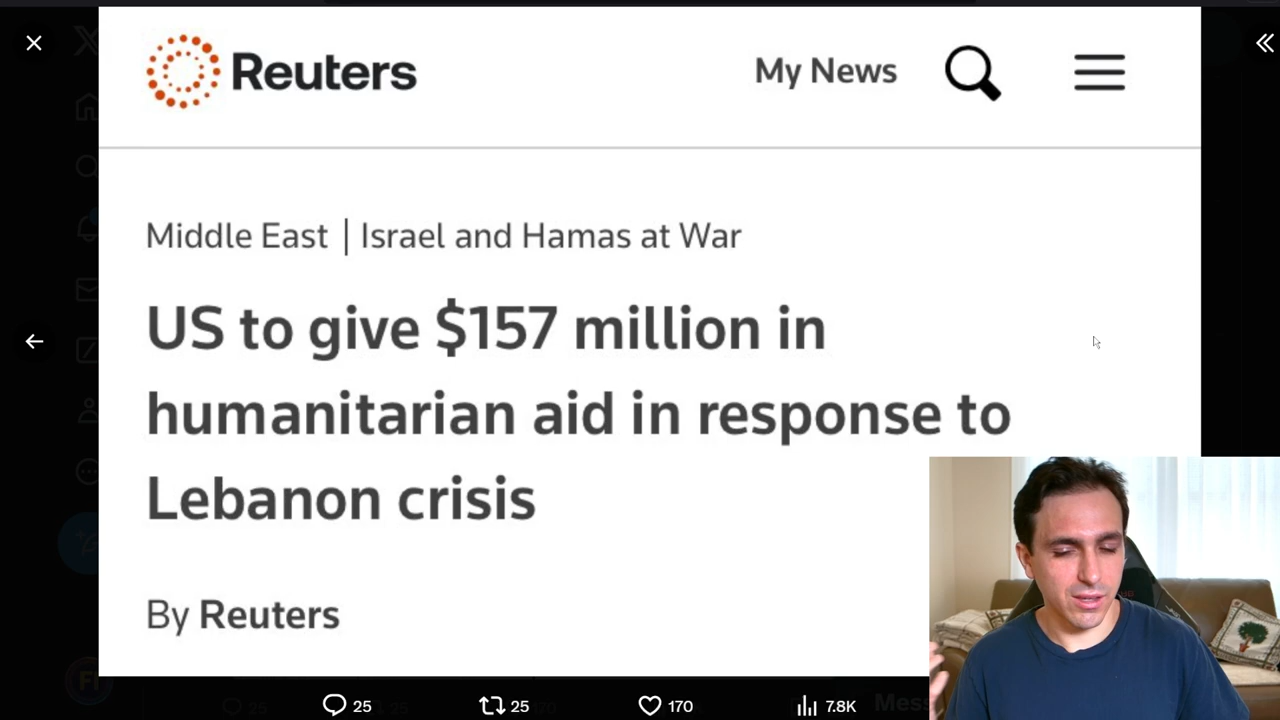 Reuters
My News
Middle East | Israel and Hamas at War
US to give $157 million in
humanitarian aid in response to
Lebanon crisis
By Reuters
25
25
170
7.8K
Mess